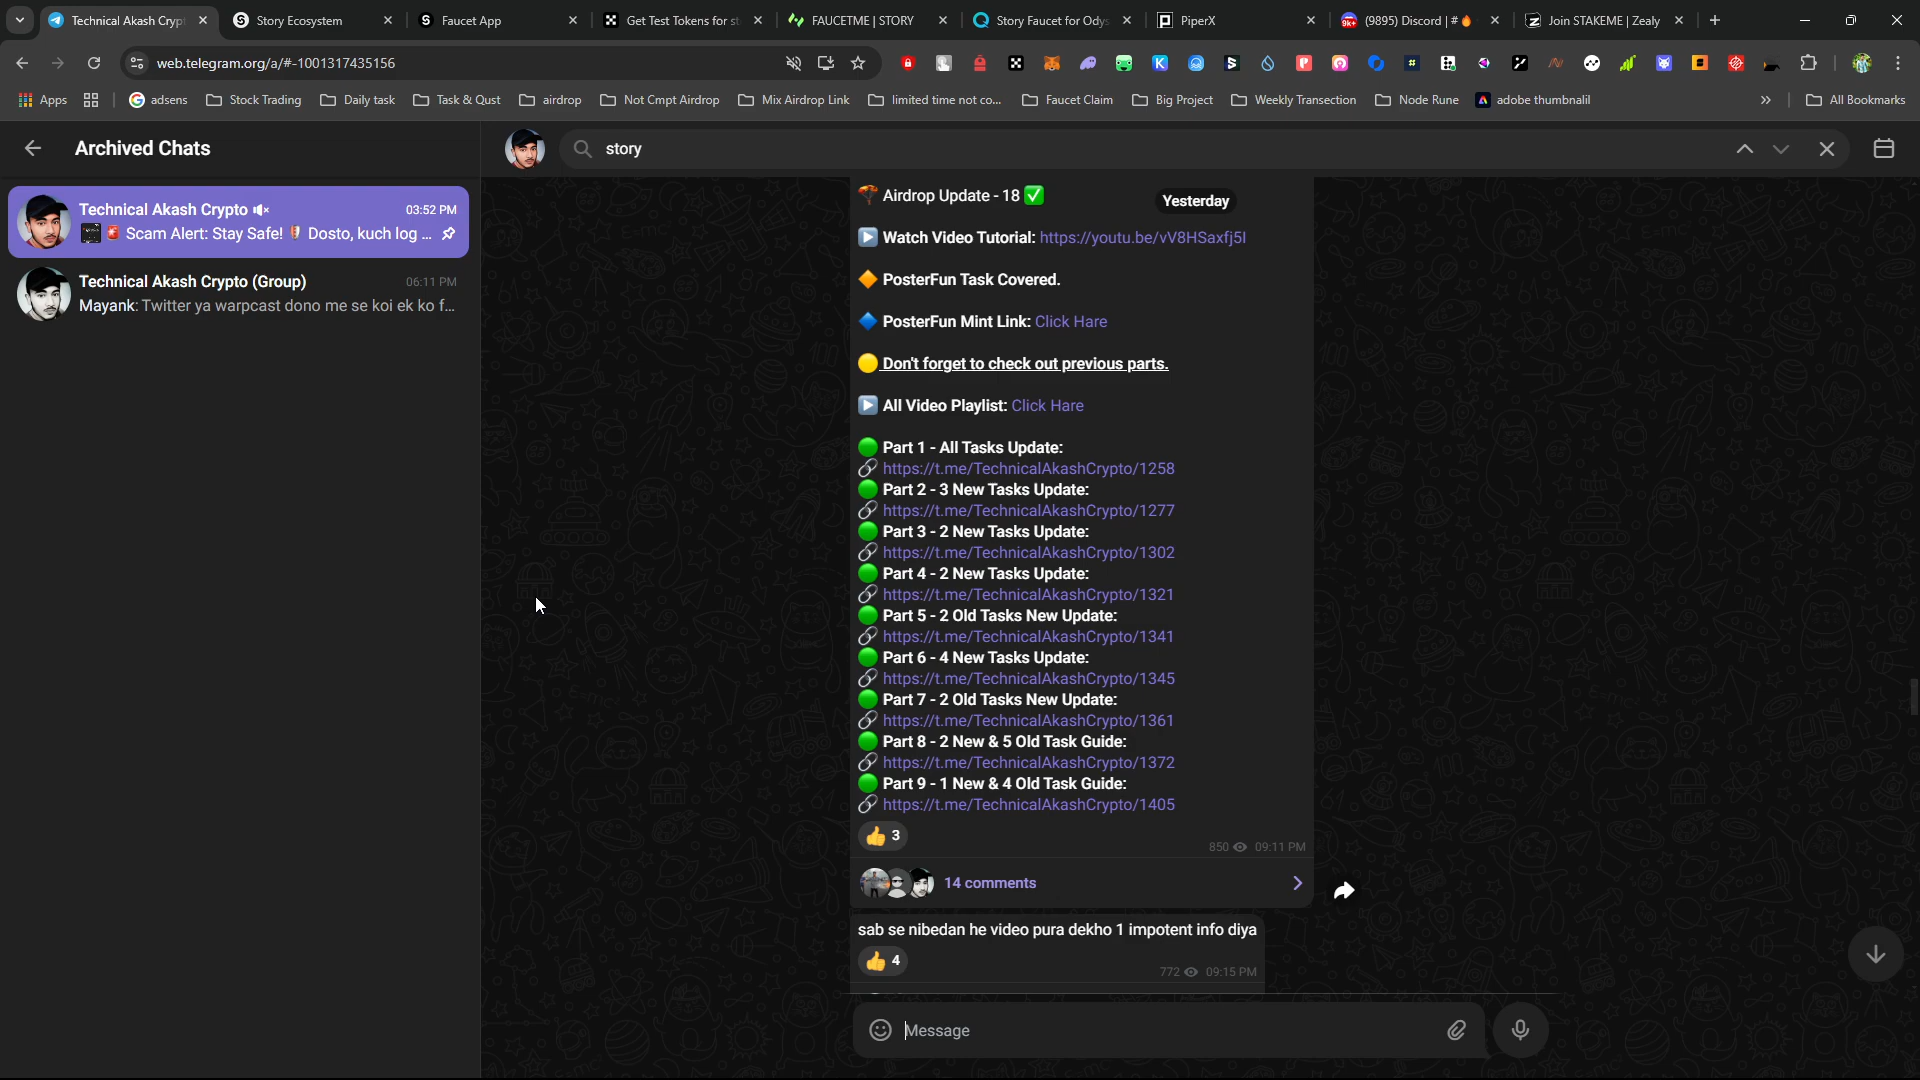 Technical Akash Crypt
Story Ecosystem
Faucet App
Get Test Tokens for st
FAUCETME | STORY
Story Faucet for Odys
PiperX
(9895) Discord | #🔥
Join STAKEME | Zealy
web.telegram.org/a/#-1001317435156
Apps
adsens
Stock Trading
Daily task
Task & Qust
airdrop
Not Cmpt Airdrop
Mix Airdrop Link
limited time not co...
Faucet Claim
Big Project
Weekly Transection
Node Rune
adobe thumbnalil
All Bookmarks
Archived Chats
story
Technical Akash Crypto
03:52 PM
🚨 Scam Alert: Stay Safe! Dosto, kuch log ...
Technical Akash Crypto (Group)
06:11 PM
Mayank: Twitter ya warpcast dono me se koi ek ko f...
Yesterday
Airdrop Update - 18 ✅
▶️ Watch Video Tutorial: https://youtu.be/vV8HSaxfj5I
🔶 PosterFun Task Covered.
🔷 PosterFun Mint Link: Click Hare
🟡 Don't forget to check out previous parts.
▶️ All Video Playlist: Click Hare
🟢 Part 1 - All Tasks Update:
🔗 https://t.me/TechnicalAkashCrypto/1258
🟢 Part 2 - 3 New Tasks Update:
🔗 https://t.me/TechnicalAkashCrypto/1277
🟢 Part 3 - 2 New Tasks Update:
🔗 https://t.me/TechnicalAkashCrypto/1302
🟢 Part 4 - 2 New Tasks Update:
🔗 https://t.me/TechnicalAkashCrypto/1321
🟢 Part 5 - 2 Old Tasks New Update:
🔗 https://t.me/TechnicalAkashCrypto/1341
🟢 Part 6 - 4 New Tasks Update:
🔗 https://t.me/TechnicalAkashCrypto/1345
🟢 Part 7 - 2 Old Tasks New Update:
🔗 https://t.me/TechnicalAkashCrypto/1361
🟢 Part 8 - 2 New & 5 Old Task Guide:
🔗 https://t.me/TechnicalAkashCrypto/1372
🟢 Part 9 - 1 New & 4 Old Task Guide:
🔗 https://t.me/TechnicalAkashCrypto/1405
👍 3
850 09:11 PM
14 comments
sab se nibedan he video pura dekho 1 impotent info diya
👍 4
772 09:15 PM
Message